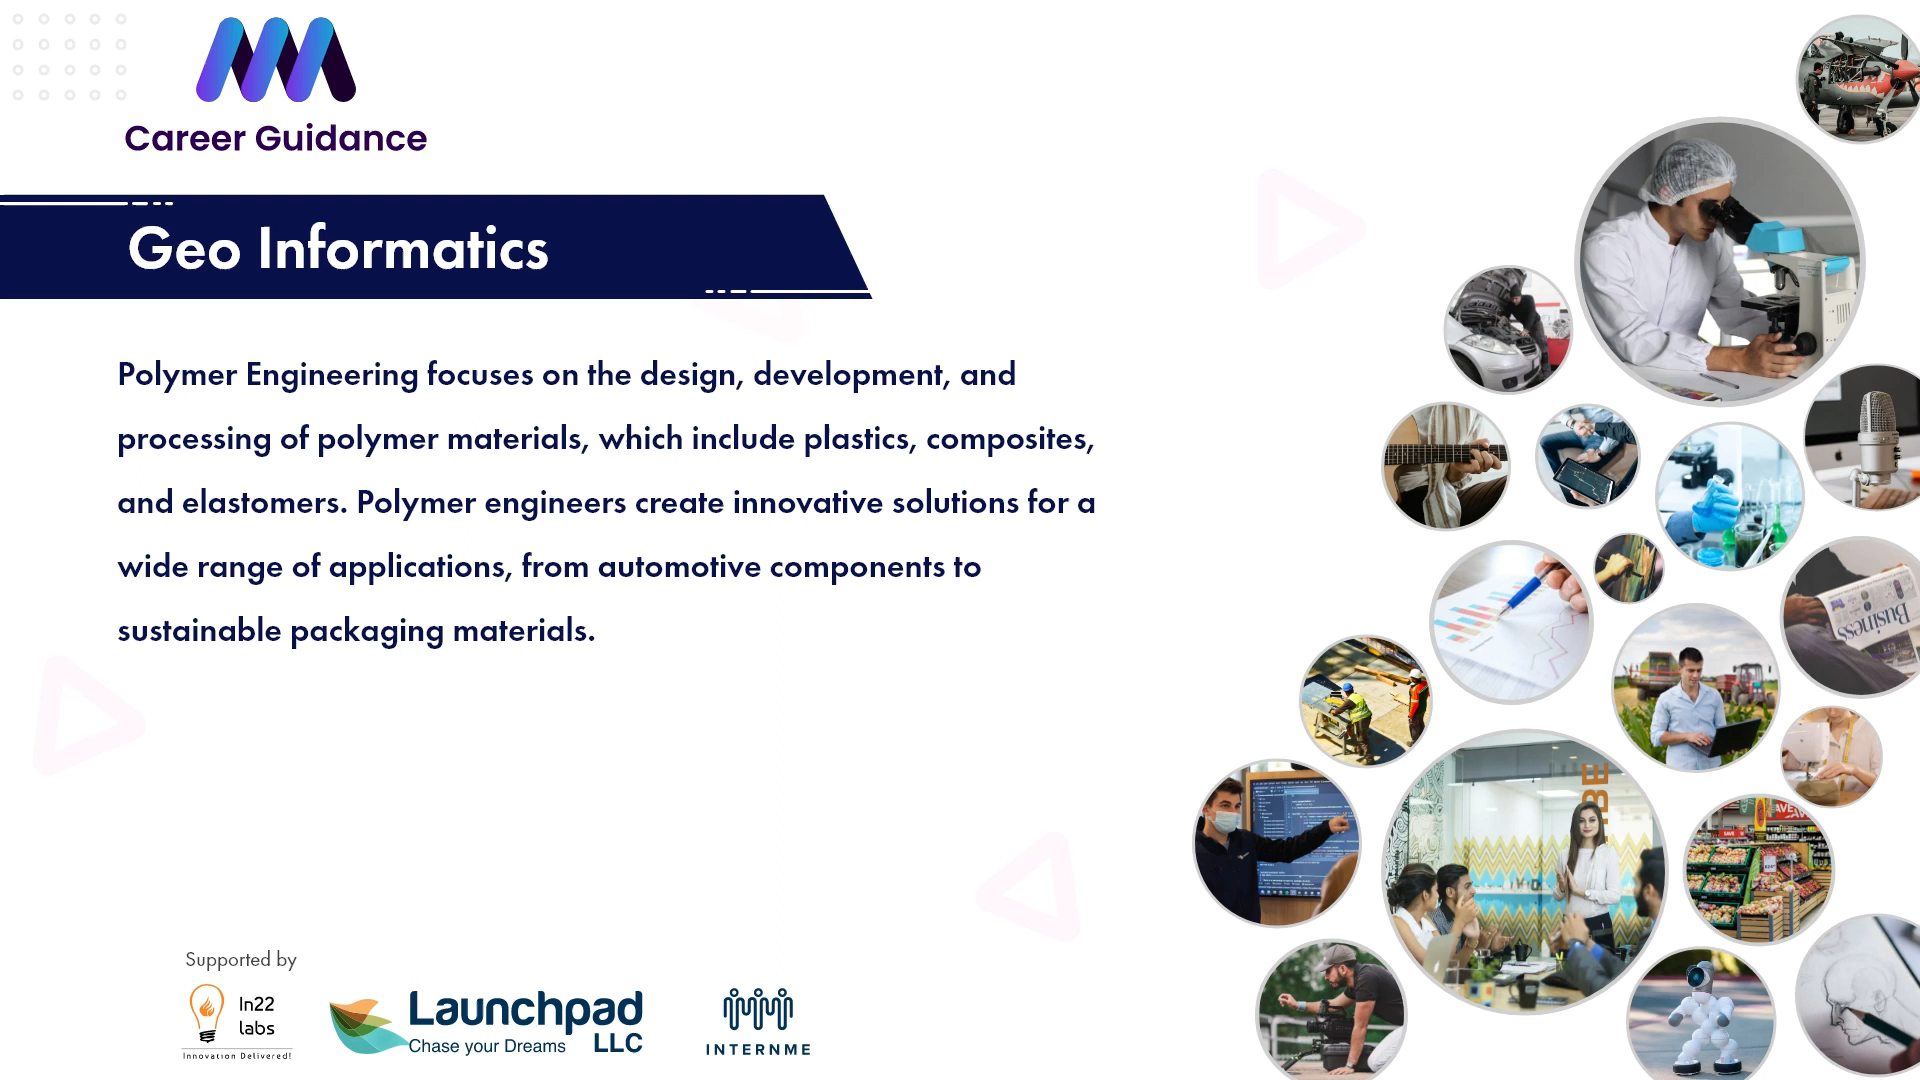 Career Guidance
Geo Informatics
Polymer Engineering focuses on the design, development, and
processing of polymer materials, which include plastics, composites,
and elastomers. Polymer engineers create innovative solutions for a
wide range of applications, from automotive components to
sustainable packaging materials.
Supported by
In22
labs
Innovation Delivered!
Launchpad
Chase your Dreams LLC
INTERNME
Business
SAVE